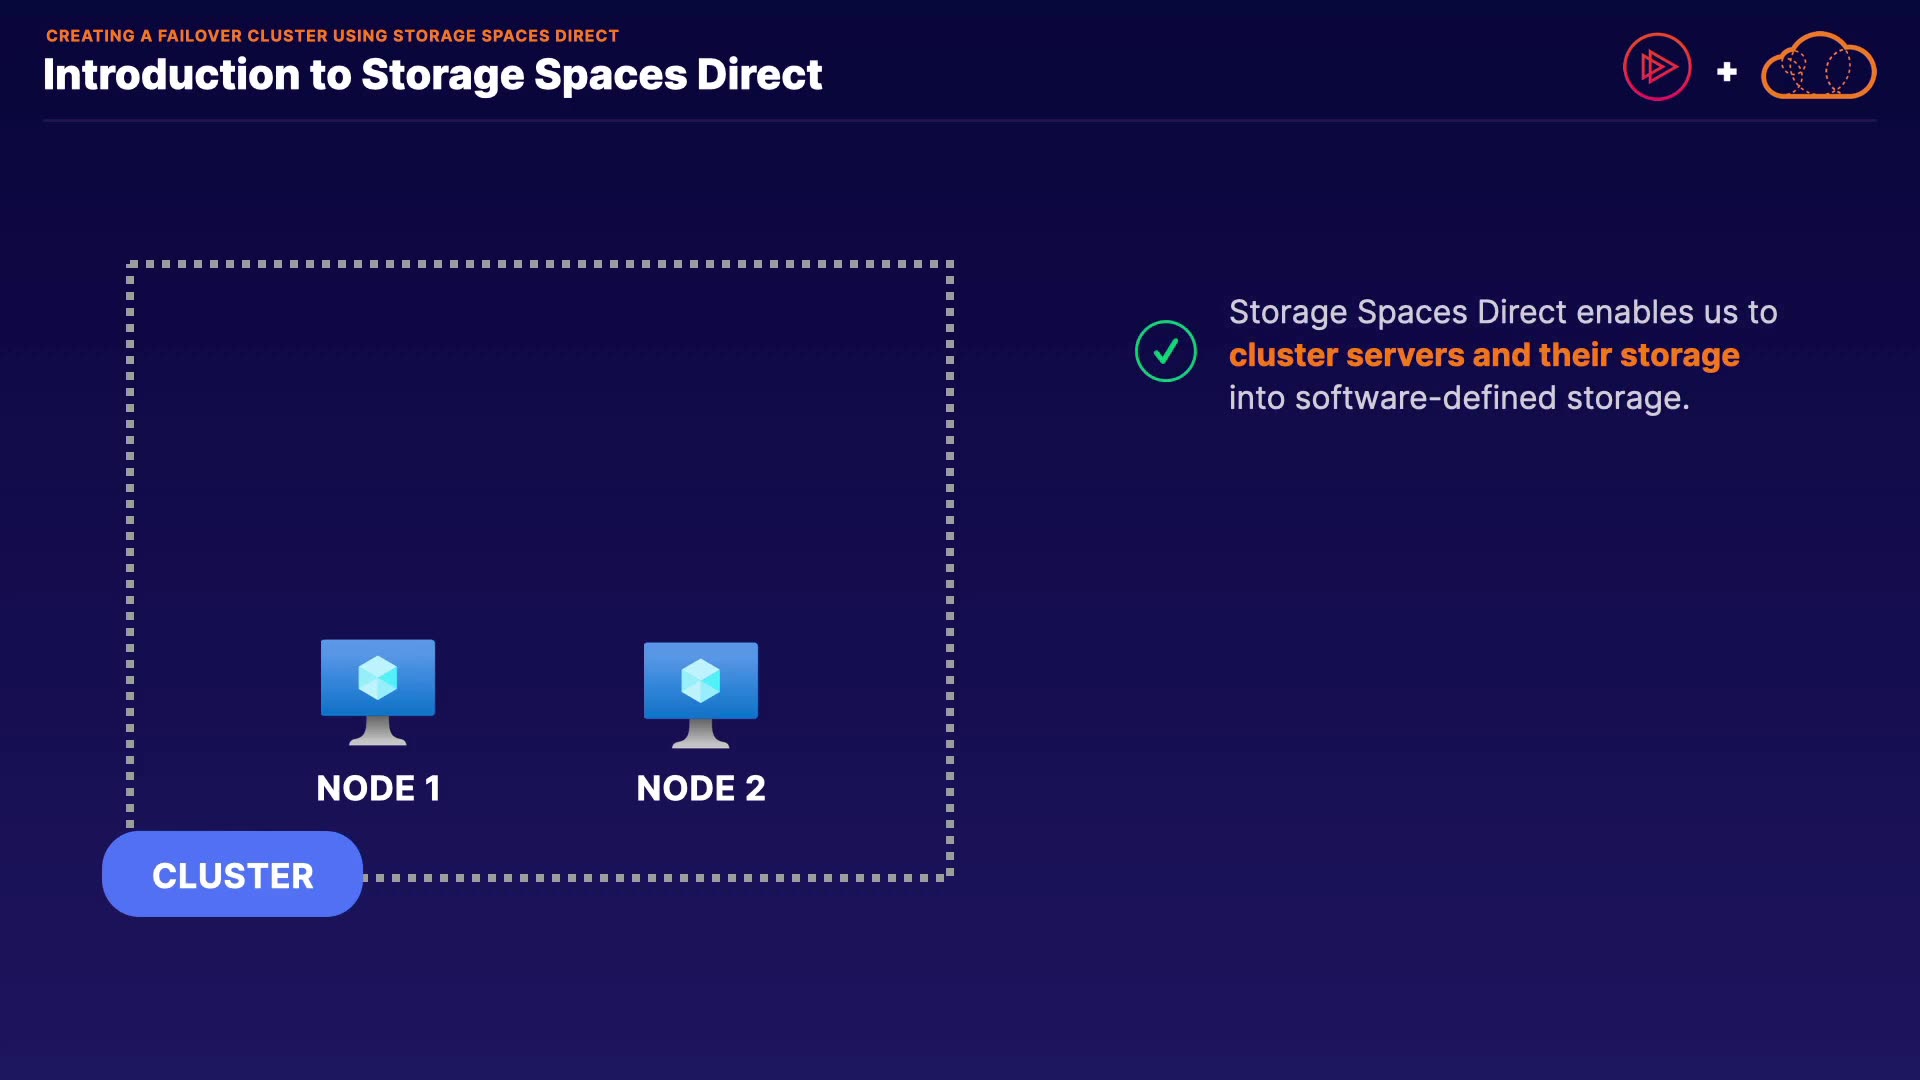 CREATING A FAILOVER CLUSTER USING STORAGE SPACES DIRECT
Introduction to Storage Spaces Direct
Storage Spaces Direct enables us to
cluster servers and their storage
into software-defined storage.
NODE 1
NODE 2
CLUSTER